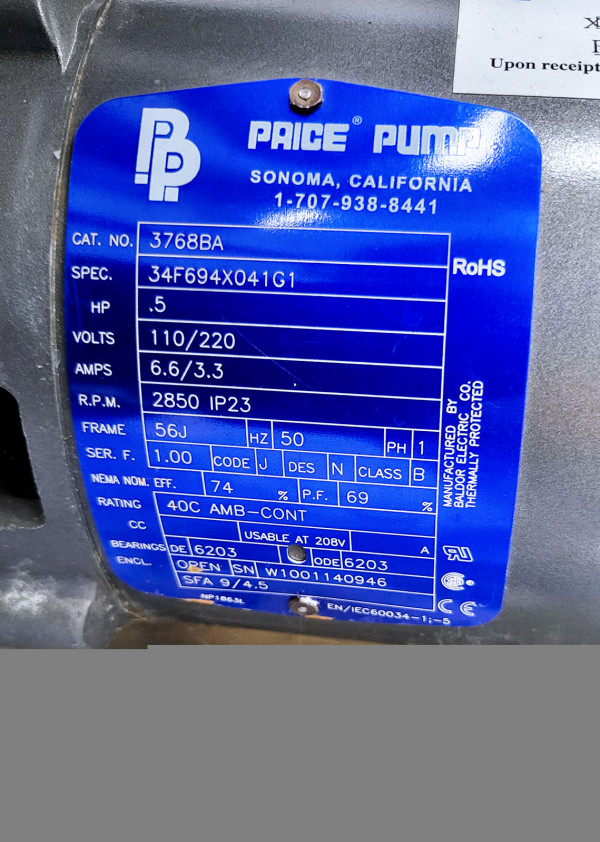 Upon receipt
PRICE® PUMP
SONOMA, CALIFORNIA
1-707-938-8441
CAT. NO. 3768BA
RoHS
SPEC. 34F694X041G1
HP .5
VOLTS 110/220
AMPS 6.6/3.3
R.P.M. 2850 IP23
FRAME 56J HZ 50 PH 1
SER. F. 1.00 CODE J DES N CLASS B
NEMA NOM. EFF. 74 % P.F. 69 %
RATING 40C AMB-CONT
CC USABLE AT 208V A
BEARINGS DE 6203 ODE 6203
ENCL. OPEN SN W1001140946
SFA 9/4.5
NP1863L EN/IEC60034-1;-5
MANUFACTURED BY
BALDOR ELECTRIC CO.
THERMALLY PROTECTED
CE